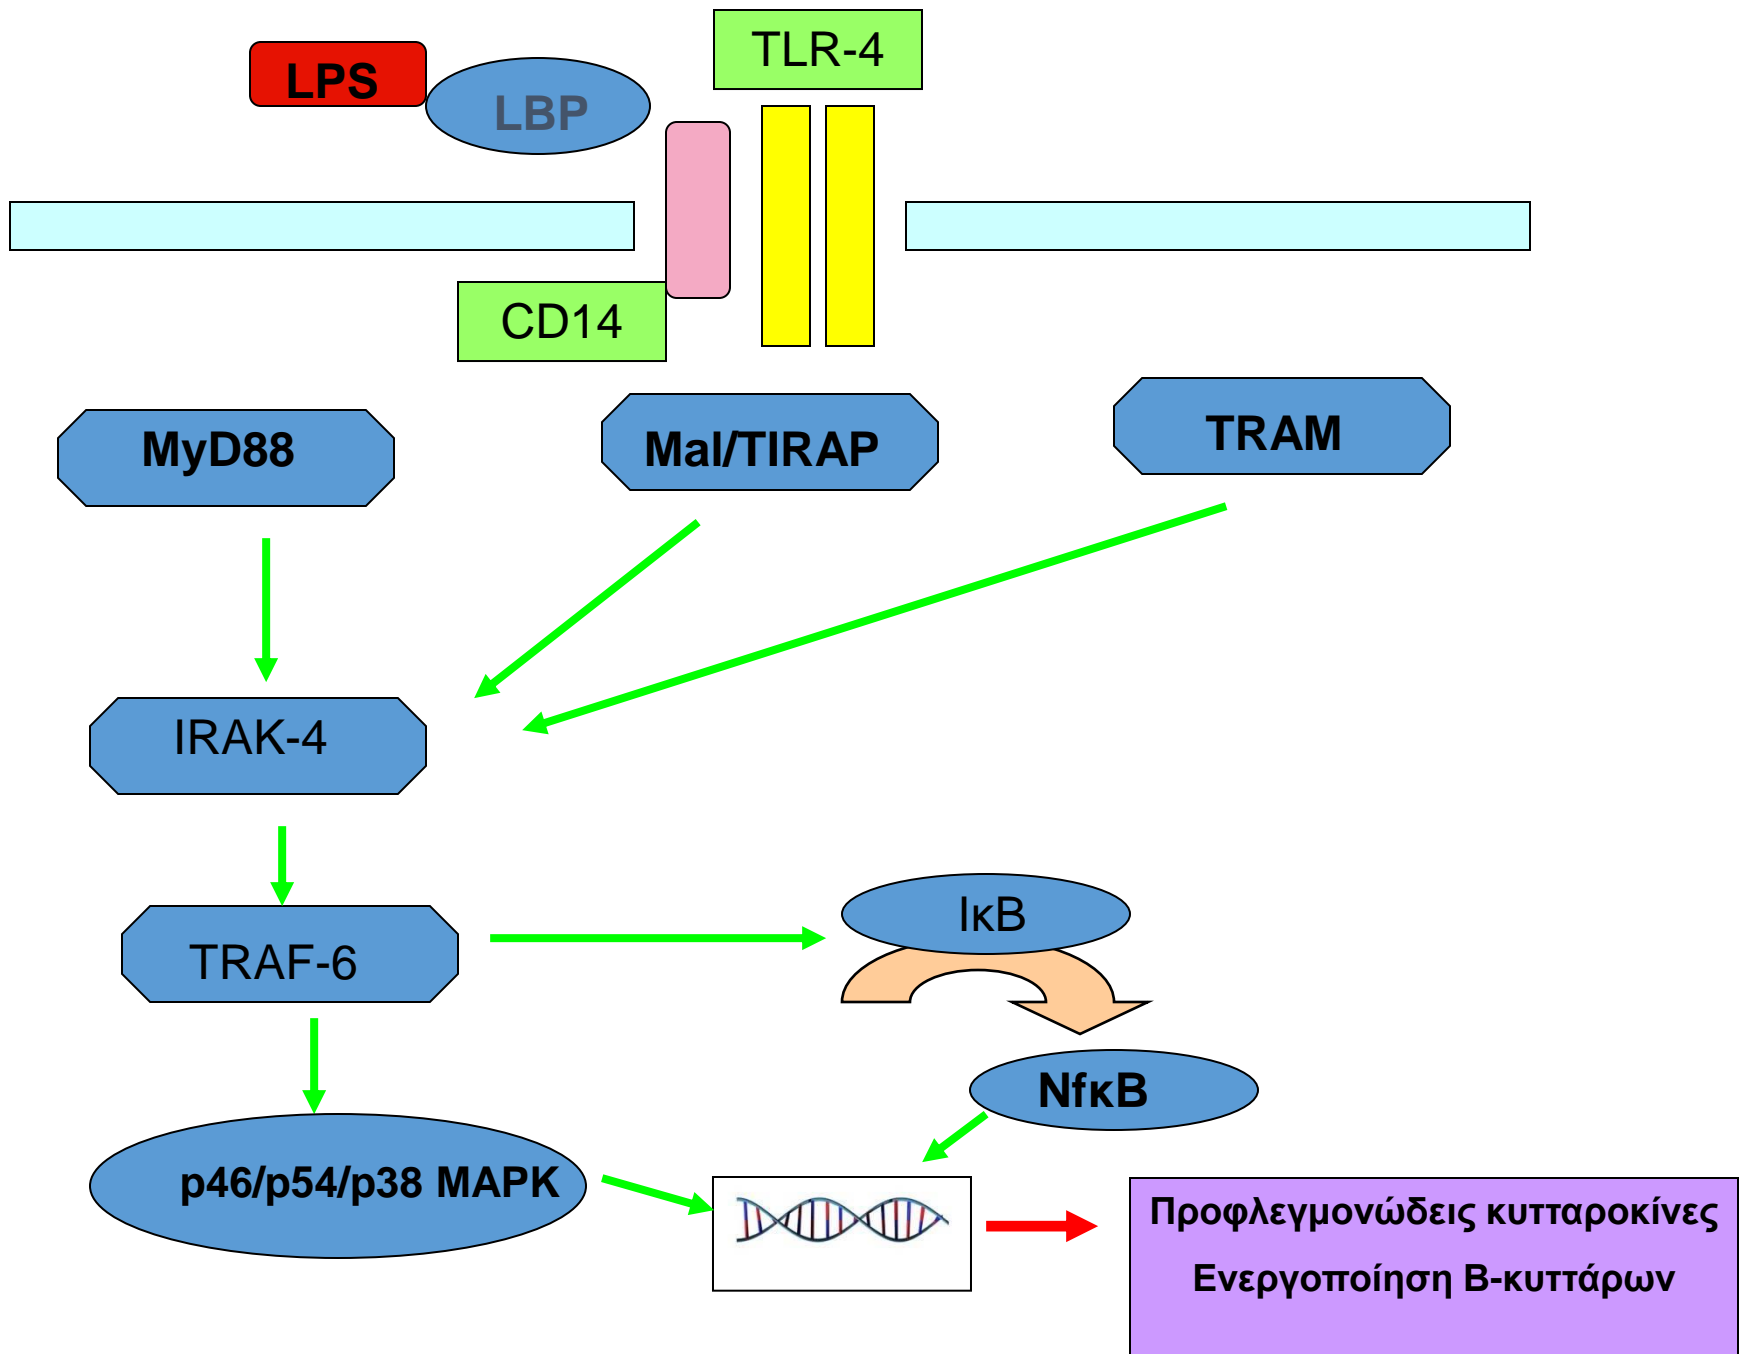 TLR-4
LPS
LBP
CD14
MyD88
Mal/TIRAP
TRAM
IRAK-4
TRAF-6
IκB
NfκB
p46/p54/p38 MAPK
Προφλεγμονώδεις κυτταροκίνες
Ενεργοποίηση Β-κυττάρων